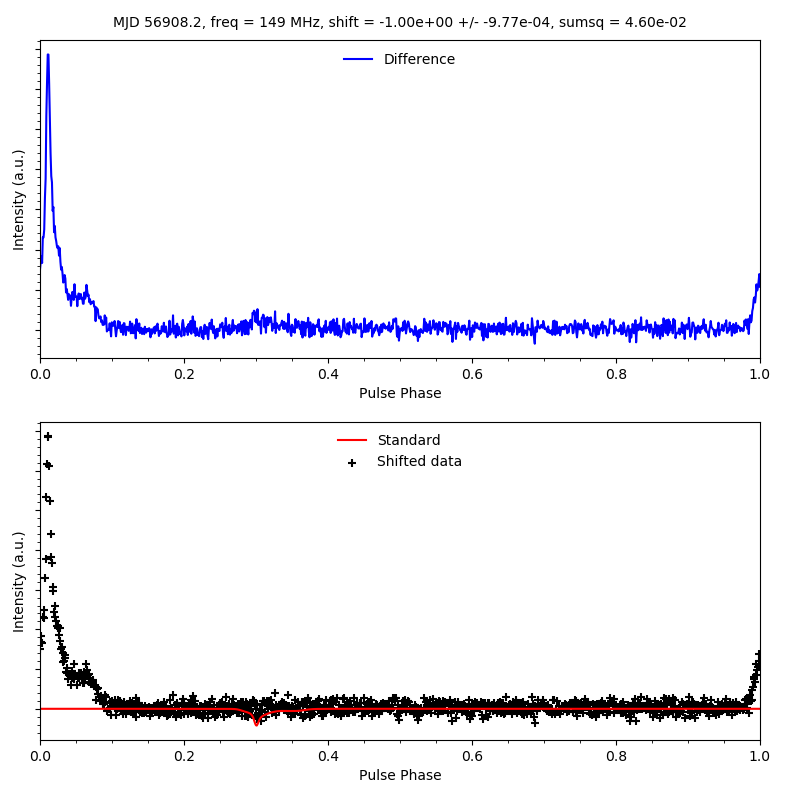 MJD 56908.2, freq = 149 MHz, shift = -1.00e+00 +/- -9.77e-04, sumsq = 4.60e-02
Difference
Intensity (a.u.)
0.0 0.2 0.4 0.6 0.8 1.0
Pulse Phase
Standard
Shifted data
Intensity (a.u.)
0.0 0.2 0.4 0.6 0.8 1.0
Pulse Phase